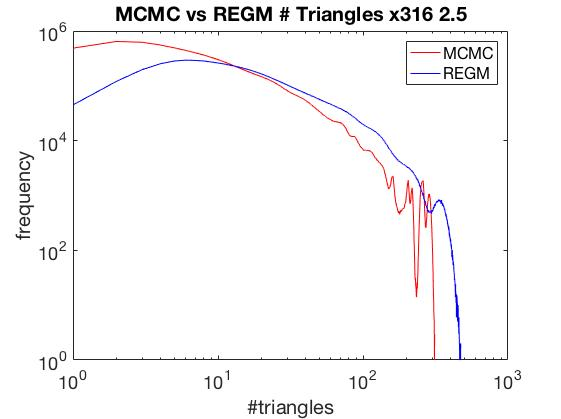 MCMC vs REGM # Triangles x316 2.5
MCMC
REGM
frequency
10^6
10^4
10^2
10^0
10^0 10^1 10^2 10^3
#triangles